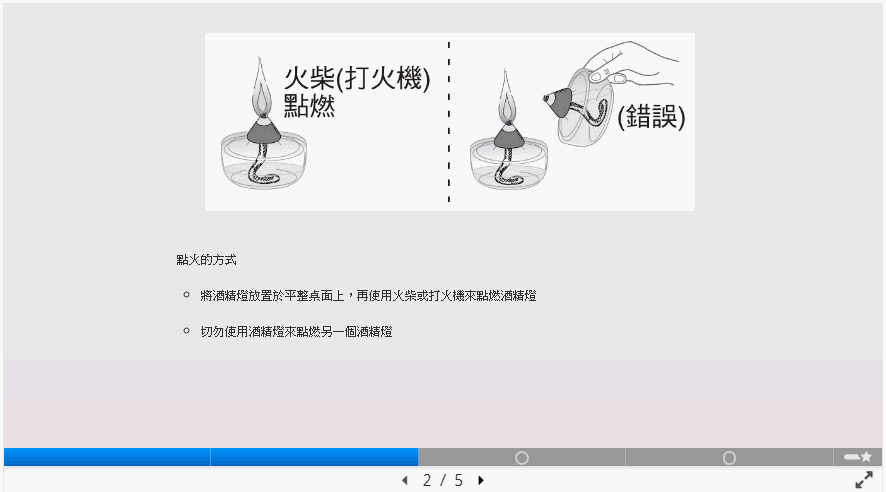 火柴(打火機)
點燃
(錯誤)
點火的方式
將酒精燈放置於平整桌面上，再使用火柴或打火機來點燃酒精燈
切勿使用酒精燈來點燃另一個酒精燈
2 / 5